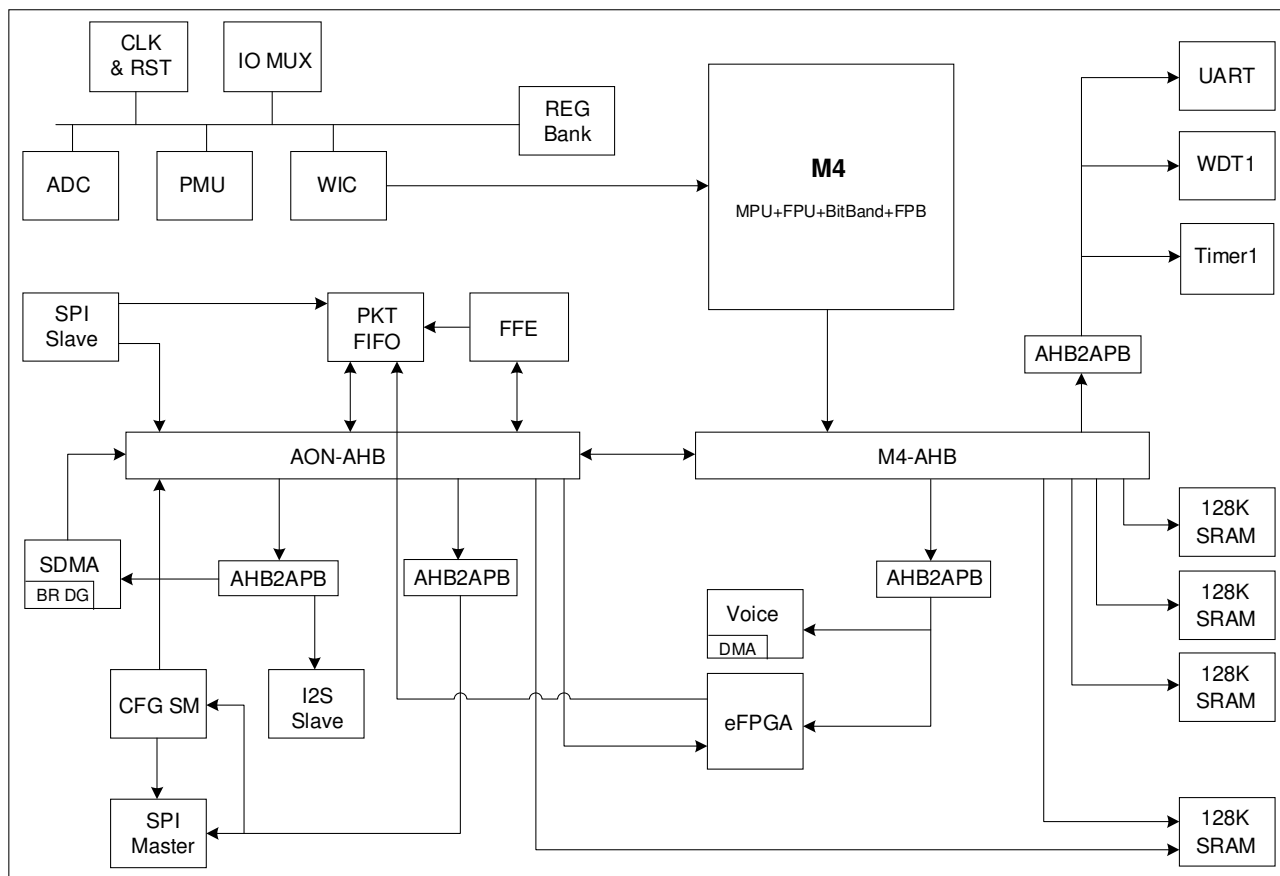 CLK
& RST
IO MUX
REG
Bank
ADC
PMU
WIC
M4
MPU+FPU+BitBand+FPB
UART
WDT1
Timer1
SPI
Slave
PKT
FIFO
FFE
AHB2APB
AON-AHB
M4-AHB
SDMA
BR DG
AHB2APB
AHB2APB
AHB2APB
128K
SRAM
128K
SRAM
Voice
DMA
128K
SRAM
CFG SM
I2S
Slave
eFPGA
SPI
Master
128K
SRAM